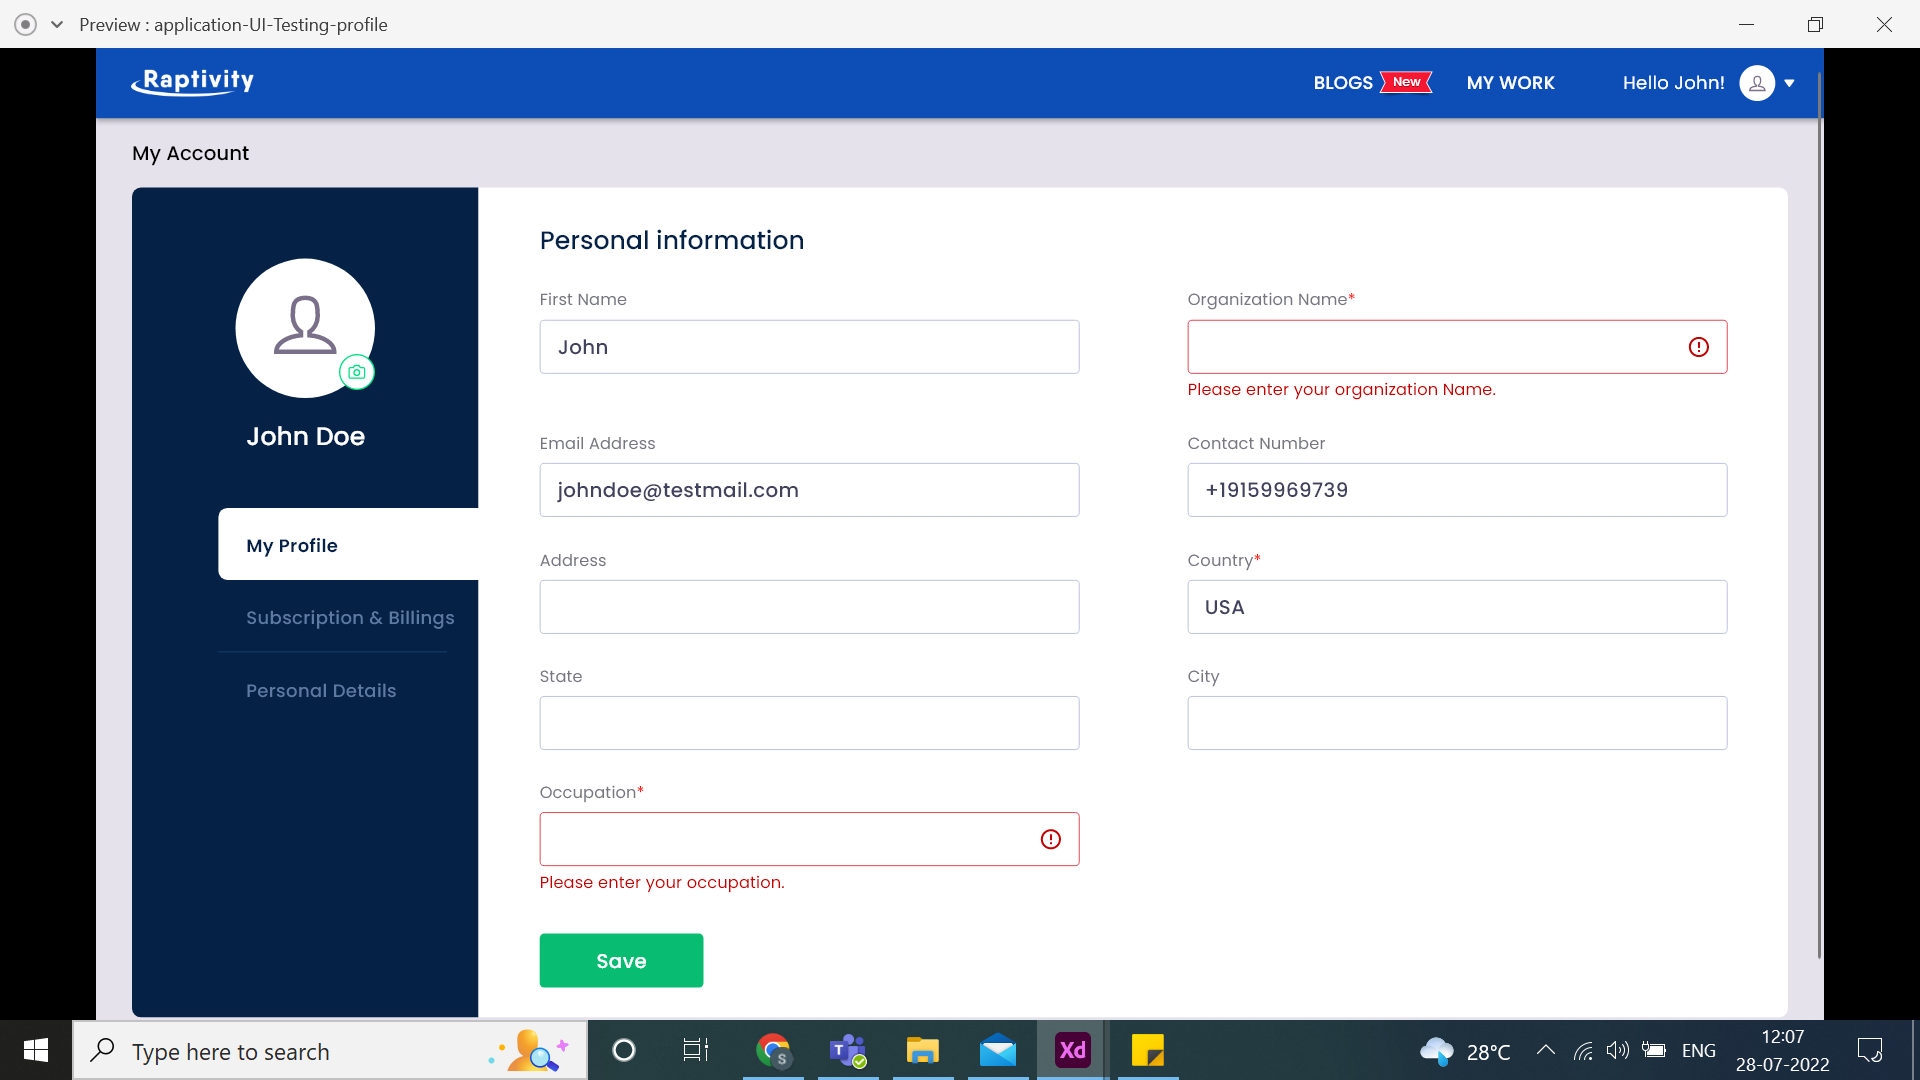 Preview : application-UI-Testing-profile
Raptivity
BLOGS New MY WORK Hello John!
My Account
John Doe
My Profile
Subscription & Billings
Personal Details
Personal information
First Name
John
Organization Name*
Please enter your organization Name.
Email Address
johndoe@testmail.com
Contact Number
+19159969739
Address
Country*
USA
State
City
Occupation*
Please enter your occupation.
Save
Type here to search
S
T
Xd
28°C
ENG
12:07
28-07-2022